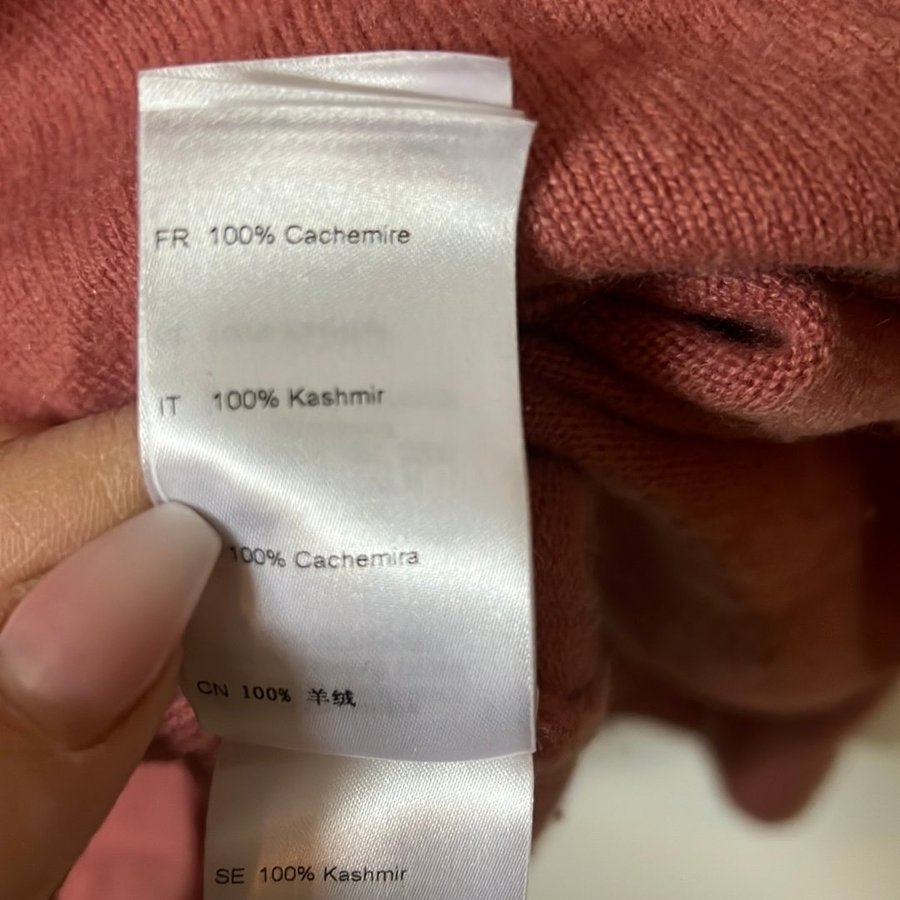 FR 100% Cachemire
IT 100% Kashmir
100% Cachemira
CN 100% 羊绒
SE 100% Kashmir